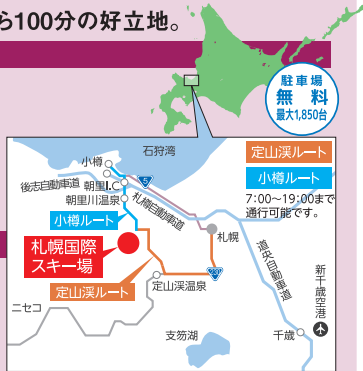 ら100分の好立地。
駐車場
無料
最大1,850台
石狩湾
定山渓ルート
小樽ルート
7:00〜19:00まで
通行可能です。
小樽
後志自動車道
朝里I.C
朝里川温泉
5
札樽自動車道
小樽ルート
札幌
札幌国際
スキー場
定山渓ルート
定山渓温泉
230
道央自動車道
新千歳空港
ニセコ
支笏湖
千歳